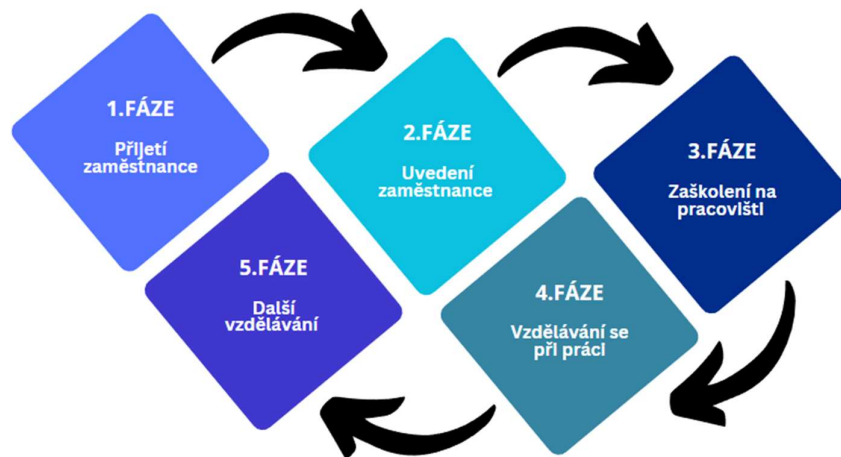 1.FÁZE
Přijetí
zaměstnance
2.FÁZE
Uvedení
zaměstnance
3.FÁZE
Zaškolení na
pracovišti
4.FÁZE
Vzdělávání se
při práci
5.FÁZE
Další
vzdělávání